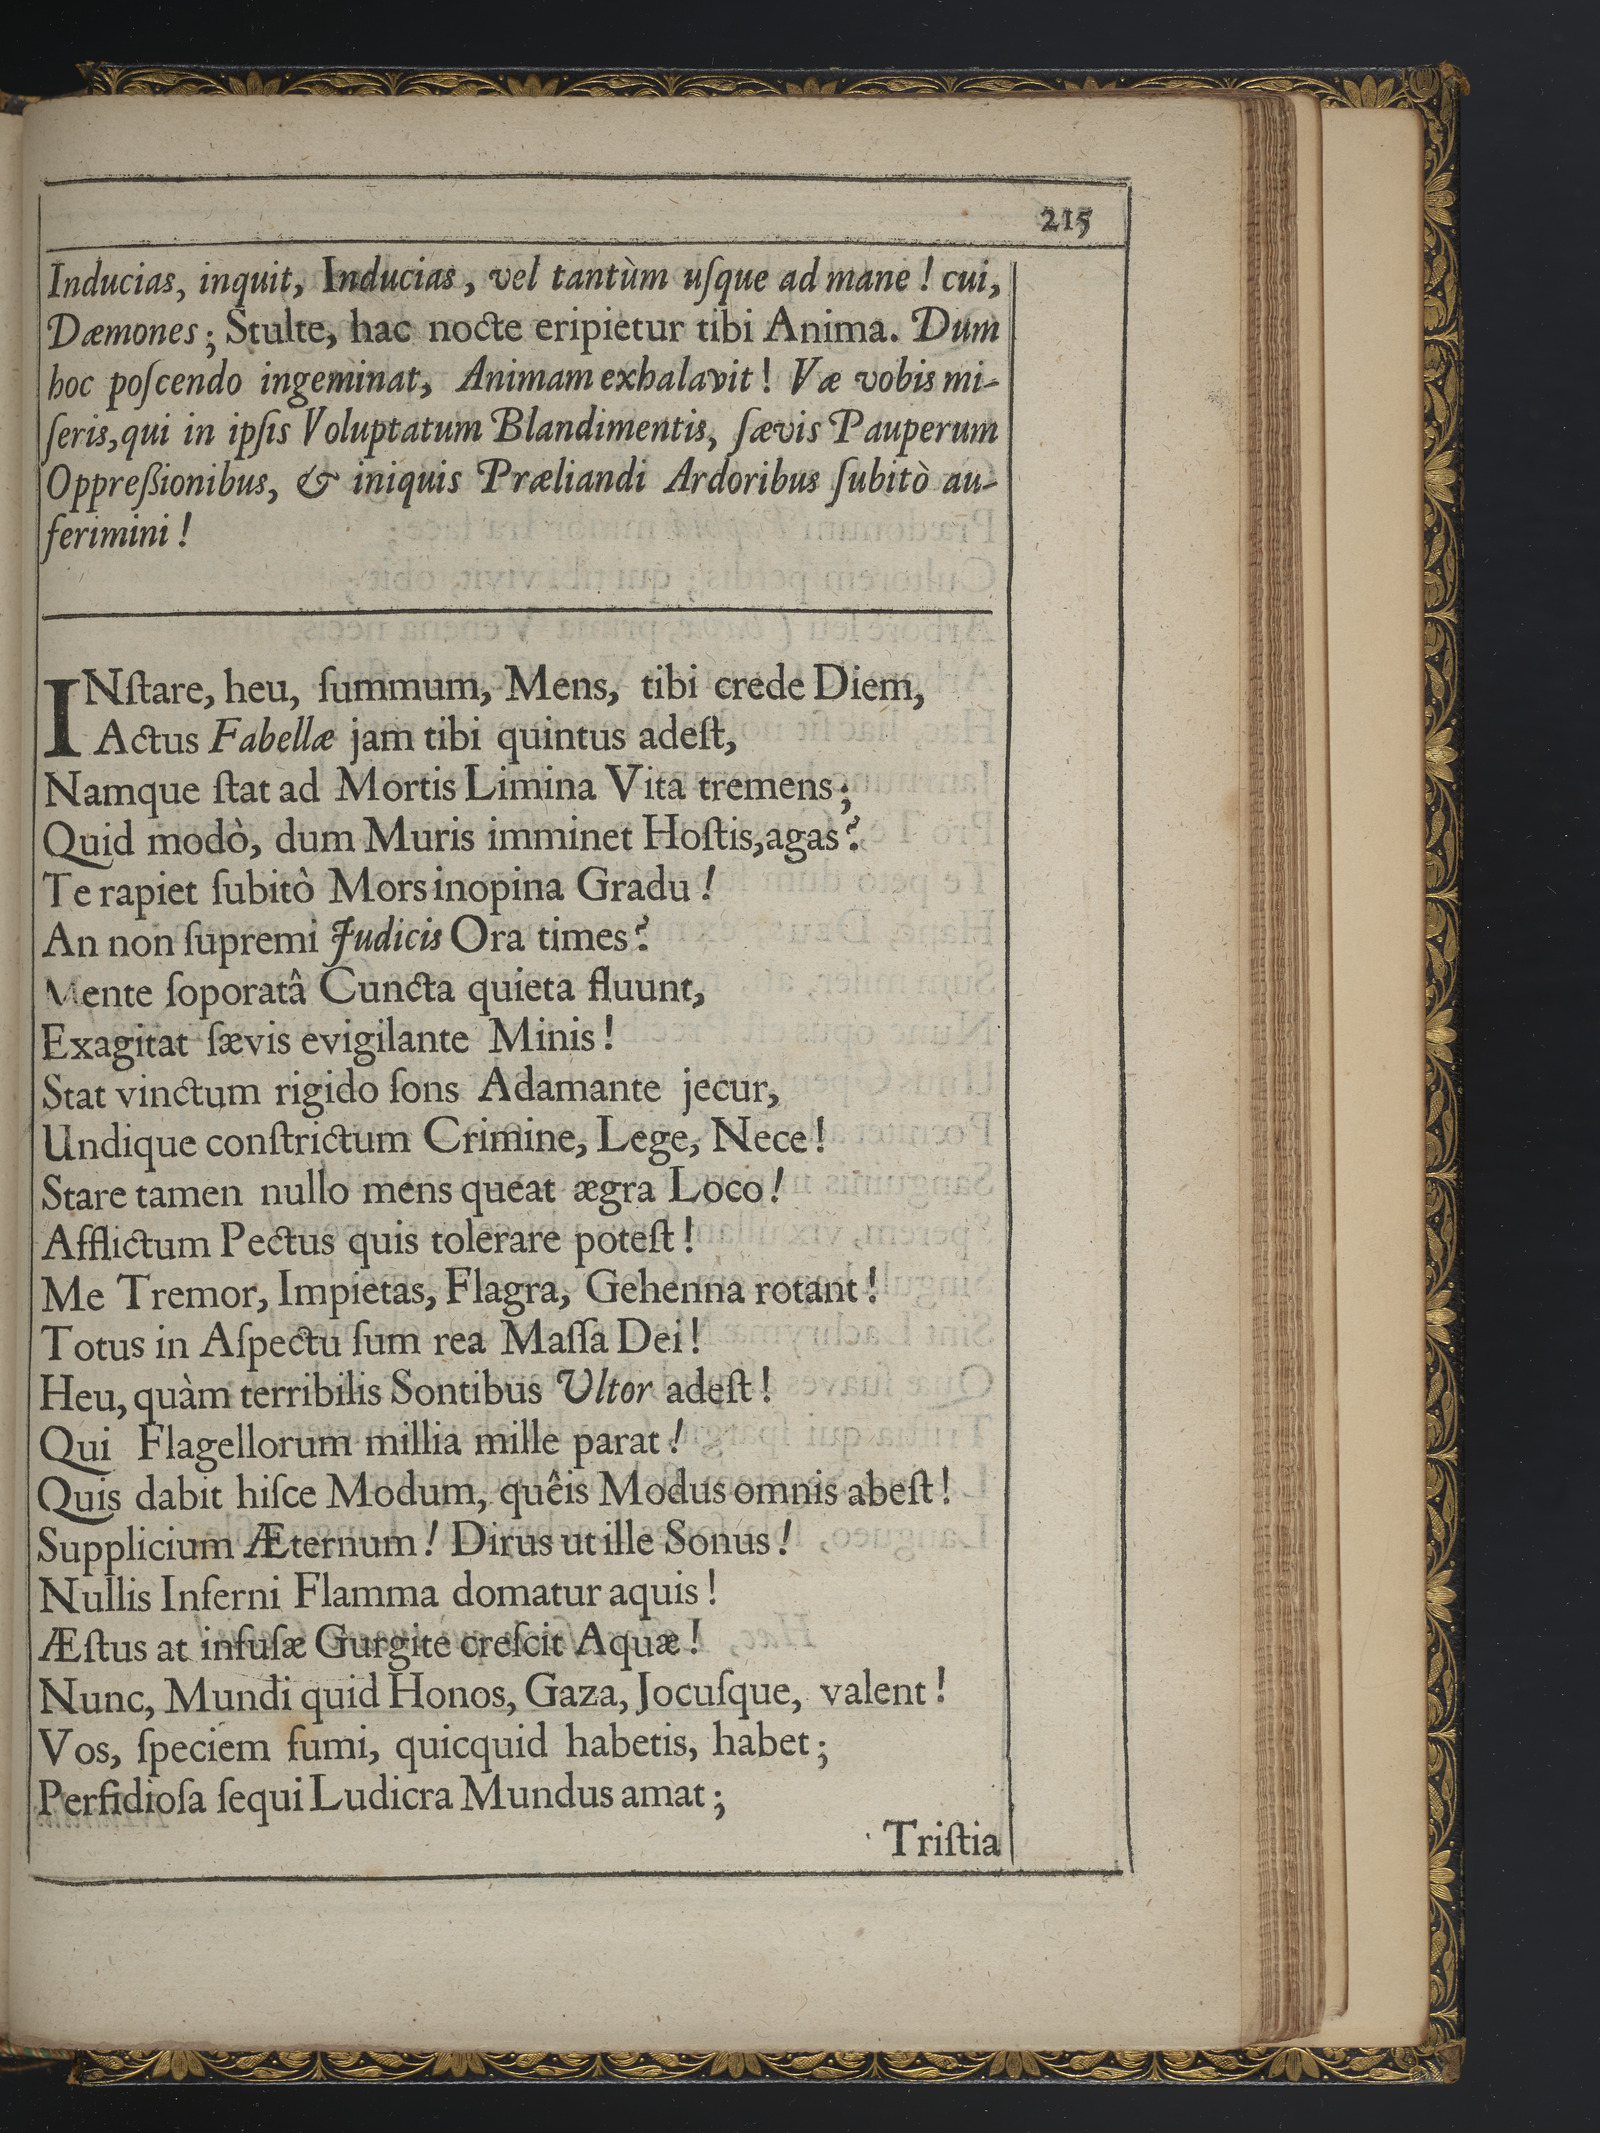 215
Inducias, inquit, Inducias, vel tantùm uſque ad mane! cui,
Dæmones; Stulte, hac nocte eripietur tibi Anima. Dum
hoc poſcendo ingeminat, Animam exhalavit! Væ vobis mi-
ſeris, qui in ipſis Voluptatum Blandimentis, ſævis Pauperum
Oppreßionibus, & iniquis Præliandi Ardoribus ſubitò au-
ferimini!
INſtare, heu, ſummum, Mens, tibi crede Diem,
Actus Fabellæ jam tibi quintus adeſt,
Namque ſtat ad Mortis Limina Vita tremens;
Quid modò, dum Muris imminet Hoſtis, agas?
Te rapiet ſubitò Mors inopina Gradu!
An non ſupremi Judicis Ora times?
Mente ſoporatâ Cuncta quieta fluunt,
Exagitat ſævis evigilante Minis!
Stat vinctum rigido ſons Adamante jecur,
Undique conſtrictum Crimine, Lege, Nece!
Stare tamen nullo mens queat ægra Loco!
Afflictum Pectus quis tolerare poteſt!
Me Tremor, Impietas, Flagra, Gehenna rotant!
Totus in Aſpectu ſum rea Maſſa Dei!
Heu, quàm terribilis Sontibus Ultor adeſt!
Qui Flagellorum millia mille parat!
Quis dabit hiſce Modum, quêis Modus omnis abeſt!
Supplicium Æternum! Dirus ut ille Sonus!
Nullis Inferni Flamma domatur aquis!
Æſtus at infuſæ Gurgite creſcit Aquæ!
Nunc, Mundi quid Honos, Gaza, Jocuſque, valent!
Vos, ſpeciem fumi, quicquid habetis, habet;
Perfidioſa ſequi Ludicra Mundus amat;
Triſtia